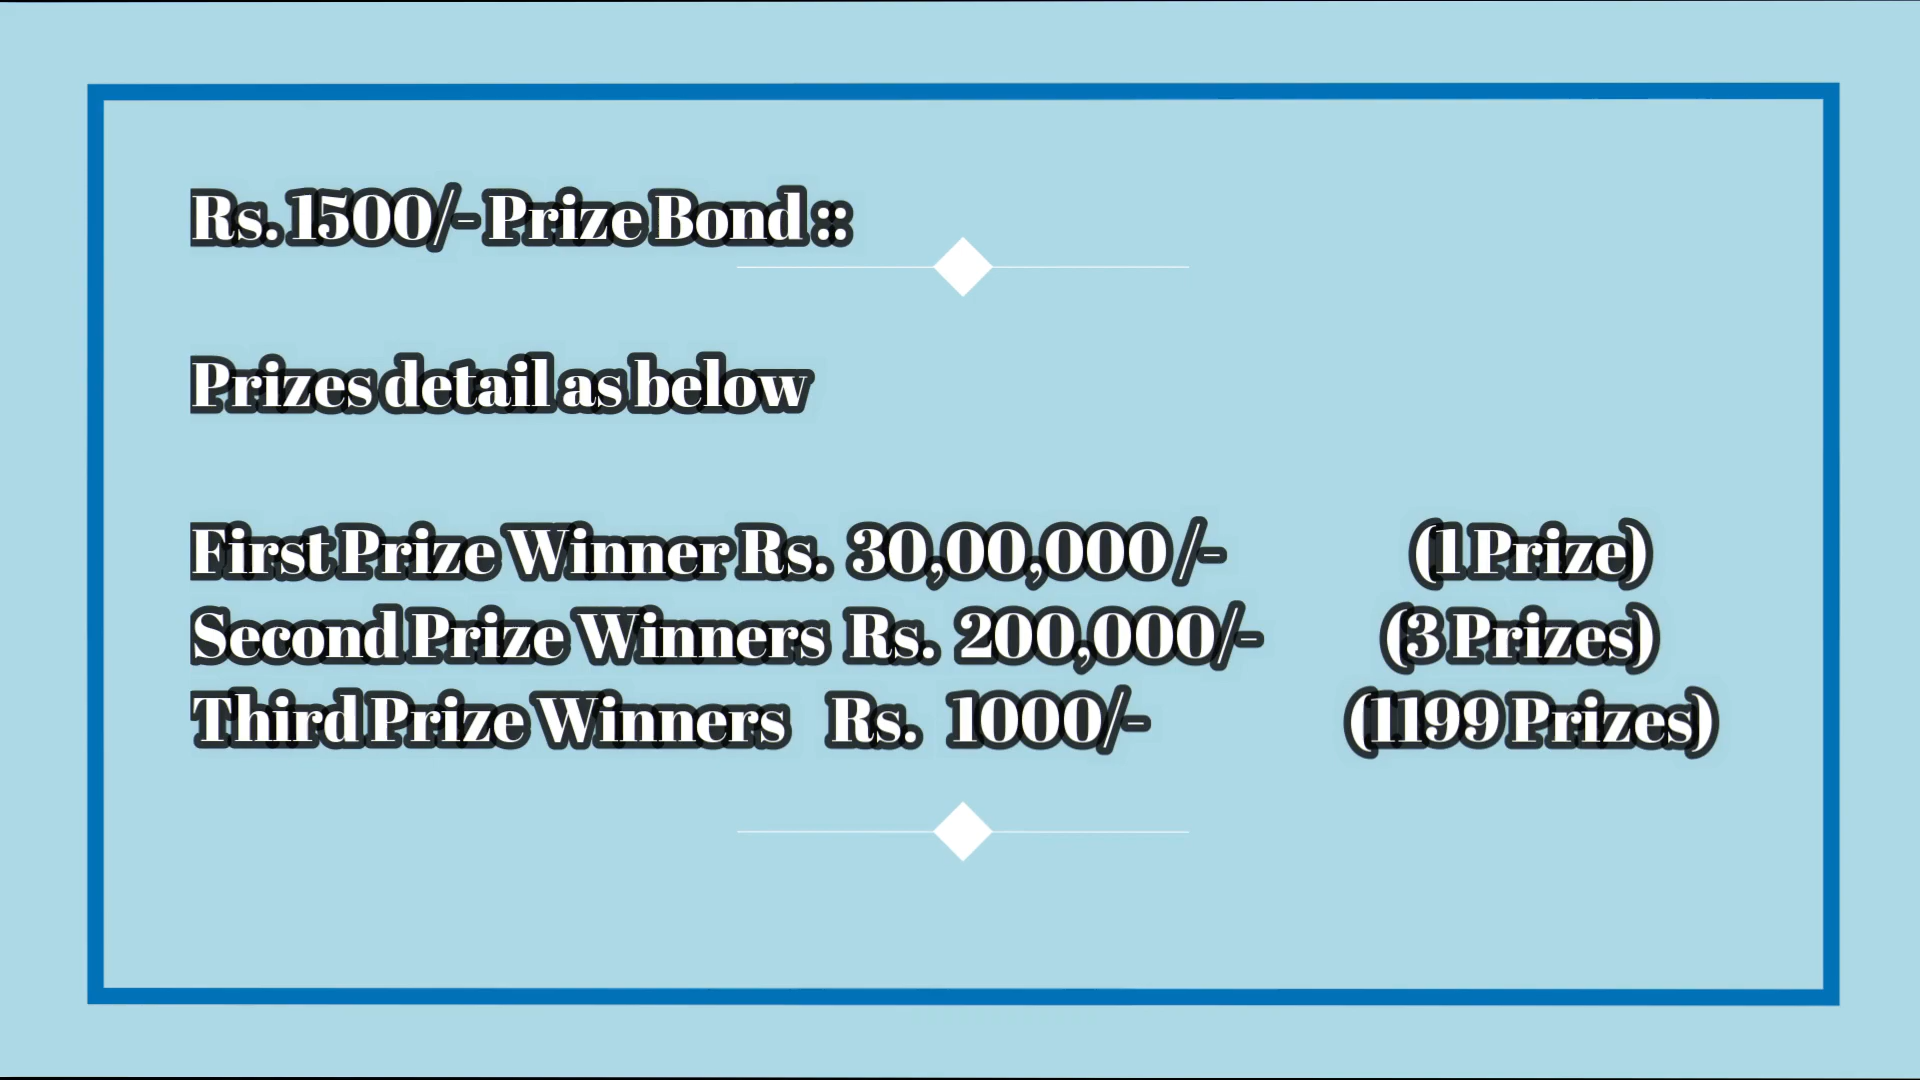 Rs. 1500/- Prize Bond ::
Prizes detail as below
First Prize Winner Rs. 30,00,000 /- (1 Prize)
Second Prize Winners Rs. 200,000/- (3 Prizes)
Third Prize Winners Rs. 1000/- (1199 Prizes)